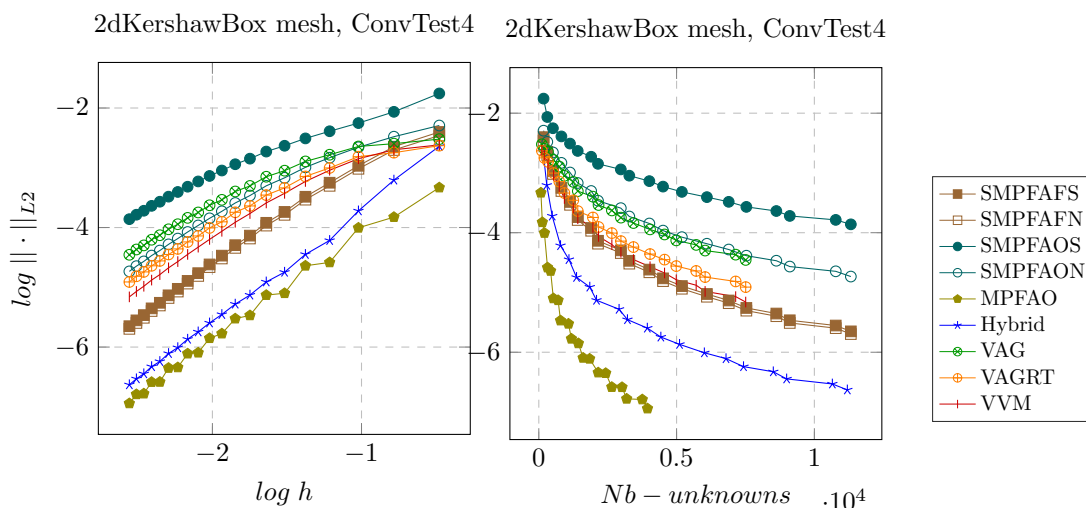 2dKershawBox mesh, ConvTest4
−2
−4
−6
−2
−1
log h
log || · ||L2
2dKershawBox mesh, ConvTest4
−2
−4
−6
0
0.5
1
Nb − unknowns
·10^4
SMPFAFS
SMPFAFN
SMPFAOS
SMPFAON
MPFAO
Hybrid
VAG
VAGRT
VVM